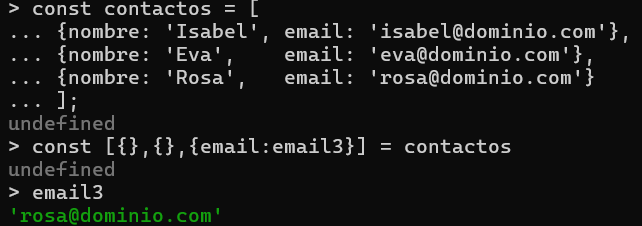 > const contactos = [
... {nombre: 'Isabel', email: 'isabel@dominio.com'},
... {nombre: 'Eva',    email: 'eva@dominio.com'},
... {nombre: 'Rosa',   email: 'rosa@dominio.com'}
... ];
undefined
> const [{},{},{email:email3}] = contactos
undefined
> email3
'rosa@dominio.com'